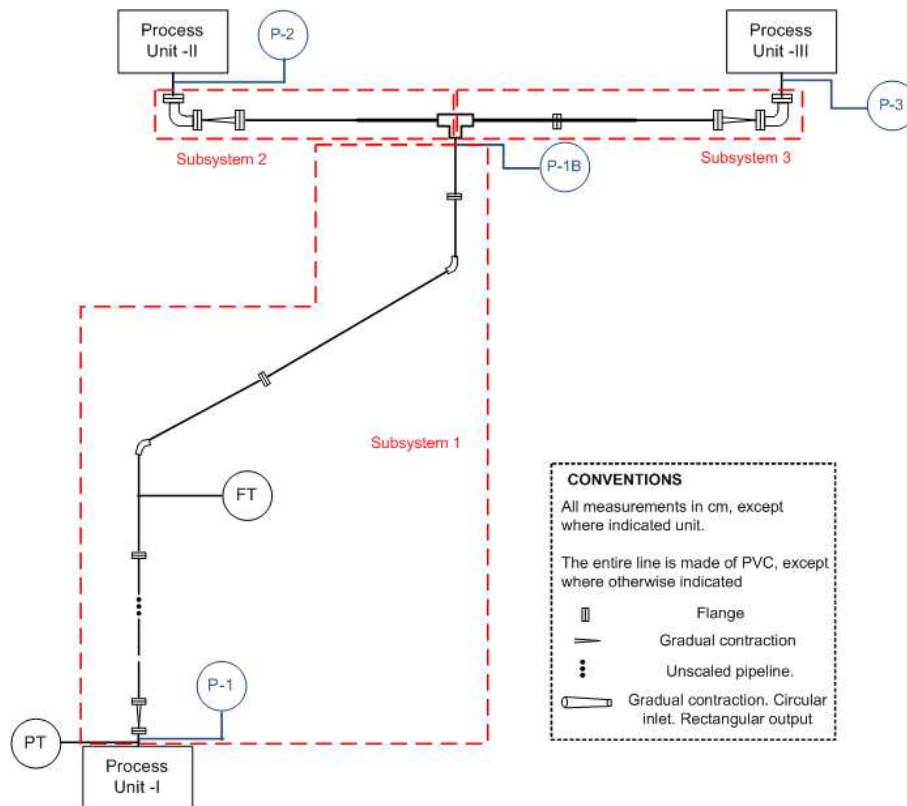 Process
Unit -II
P-2
Process
Unit -III
P-3
Subsystem 2
P-1B
Subsystem 3
Subsystem 1
FT
P-1
PT
Process
Unit -I
CONVENTIONS
All measurements in cm, except
where indicated unit.
The entire line is made of PVC, except
where otherwise indicated
Flange
Gradual contraction
Unscaled pipeline.
Gradual contraction. Circular
inlet. Rectangular output